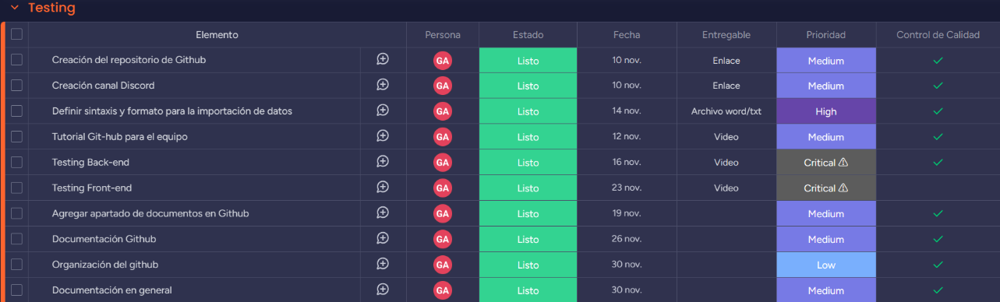 Testing
Elemento Persona Estado Fecha Entregable Prioridad Control de Calidad
Creación del repositorio de Github GA Listo 10 nov. Enlace Medium
Creación canal Discord GA Listo 10 nov. Enlace Medium
Definir sintaxis y formato para la importación de datos GA Listo 14 nov. Archivo word/txt High
Tutorial Git-hub para el equipo GA Listo 12 nov. Video Medium
Testing Back-end GA Listo 16 nov. Video Critical
Testing Front-end GA Listo 23 nov. Video Critical
Agregar apartado de documentos en Github GA Listo 19 nov. Medium
Documentación Github GA Listo 26 nov. Medium
Organización del github GA Listo 30 nov. Low
Documentación en general GA Listo 30 nov. Medium